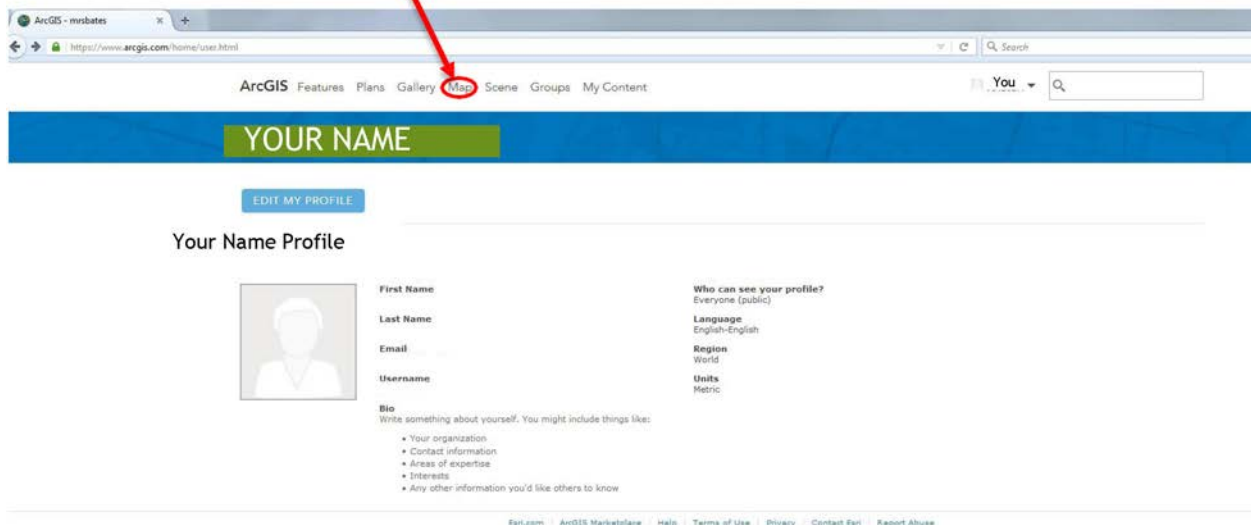 ArcGIS - mrsbates
https://www.arcgis.com/home/user.html
Search
ArcGIS Features Plans Gallery Map Scene Groups My Content
You
YOUR NAME
EDIT MY PROFILE
Your Name Profile
First Name
Last Name
Email
Username
Bio
Write something about yourself. You might include things like:
• Your organization
• Contact information
• Areas of expertise
• Interests
• Any other information you'd like others to know
Who can see your profile?
Everyone (public)
Language
English-English
Region
World
Units
Metric
Esri.com | ArcGIS Marketplace | Help | Terms of Use | Privacy | Contact Esri | Report Abuse